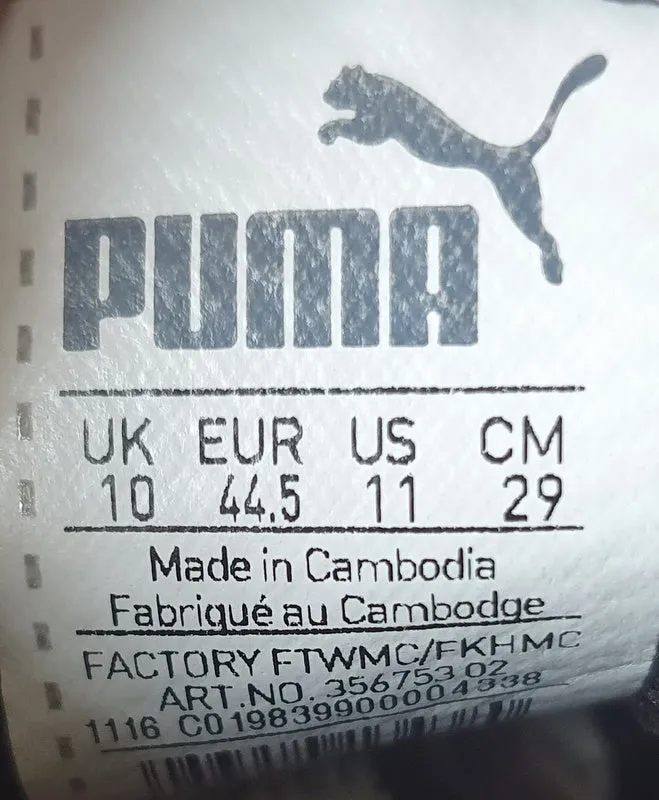 PUMA
UK EUR US CM
10 44.5 11 29
Made in Cambodia
Fabriqué au Cambodge
FACTORY FTWMC/FKHMC
ART.NO. 356753 02
1116 C019839900004338